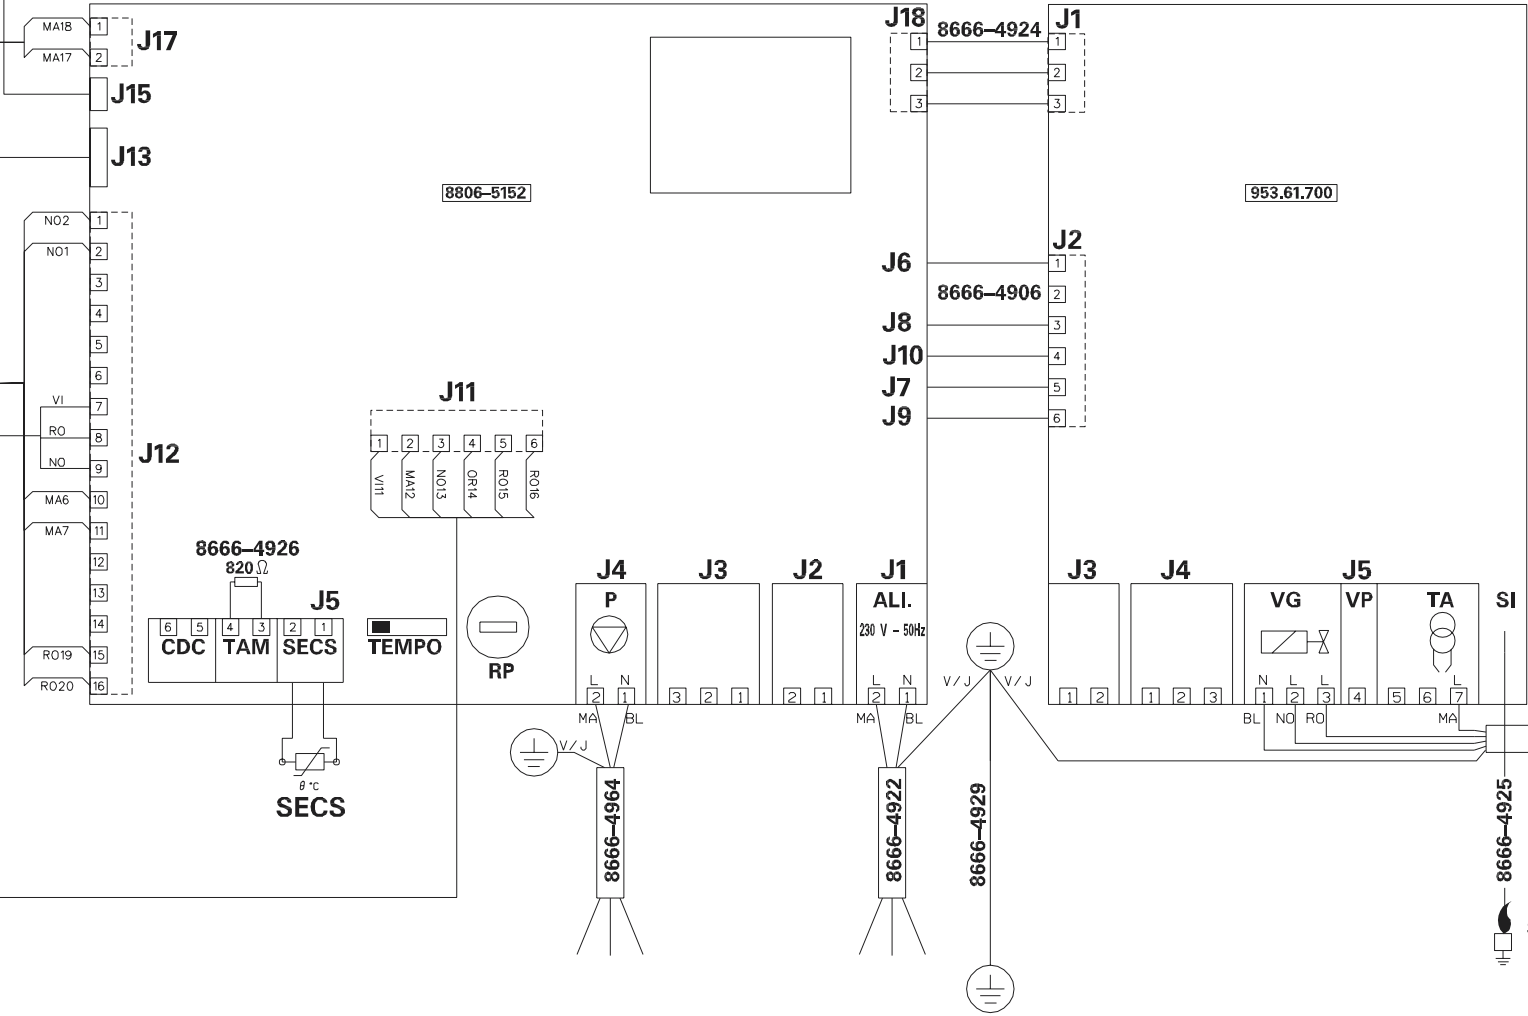 MA18 1
J17
MA17 2
J15
J13
8806–5152
J18 8666–4924 J1
1 1
2 2
3 3
953.61.700
NO2 1
NO1 2
3
4
5
6
VI 7
RO 8
NO 9
MA6 10
MA7 11
12
13
14
RO19 15
RO20 16
J12
J2
J6 1
8666–4906 2
J8 3
J10 4
J7 5
J9 6
J11
1 2 3 4 5 6
VI11 MA12 NO13 OR14 RO15 RO16
8666–4926
820 Ω
J5
6 5 4 3 2 1
CDC TAM SECS
TEMPO
RP
θ °C
SECS
J4 J3 J2 J1
P
ALI.
230 V – 50Hz
L N
2 1
3 2 1
2 1
L N
2 1
MA BL
MA BL
V/J
V/J V/J
8666–4964
8666–4922
8666–4929
J3 J4 J5
VG VP TA SI
1 2
1 2 3
N L L L
1 2 3 4 5 6 7
BL NO RO MA
8666–4925